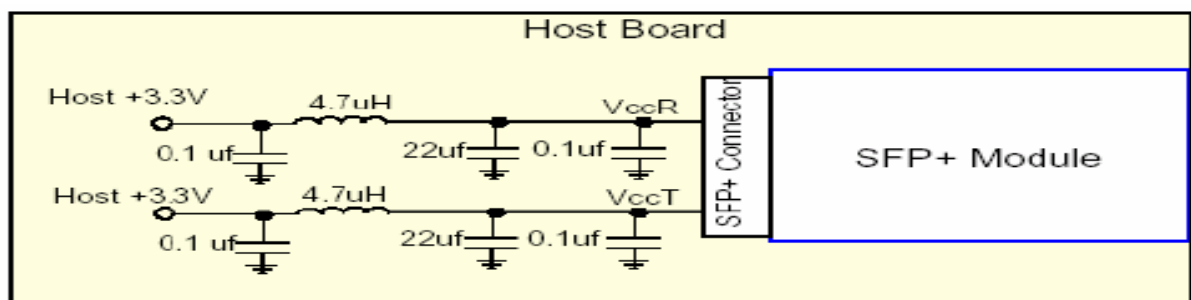 Host Board
Host +3.3V
4.7uH
VccR
0.1 uf
22uf
0.1uf
SFP+ Connector
SFP+ Module
Host +3.3V
4.7uH
VccT
0.1 uf
22uf
0.1uf